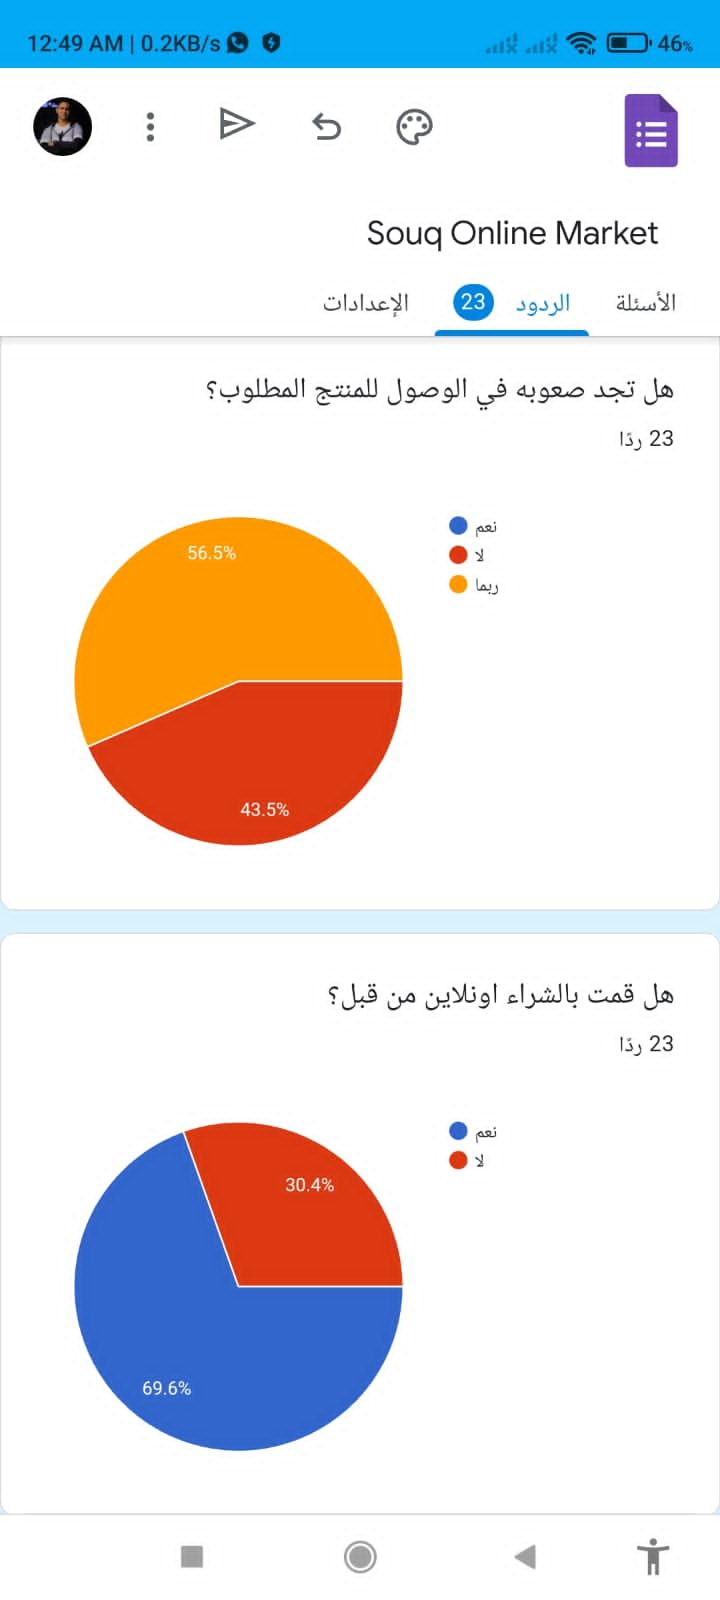 12:49 AM | 0.2KB/s
46%
Souq Online Market
الأسئلة
الردود 23
الإعدادات
هل تجد صعوبه في الوصول للمنتج المطلوب؟
23 ردًا
نعم
لا
ربما
56.5%
43.5%
هل قمت بالشراء اونلاين من قبل؟
23 ردًا
نعم
لا
30.4%
69.6%